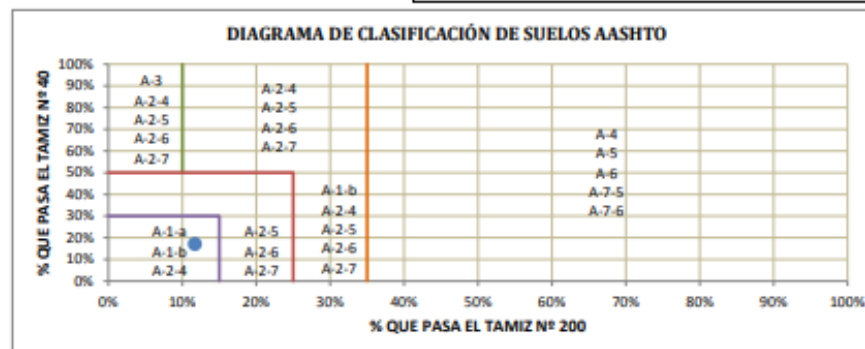 DIAGRAMA DE CLASIFICACIÓN DE SUELOS AASHTO
% QUE PASA EL TAMIZ Nº 40
100%
90%
80%
70%
60%
50%
40%
30%
20%
10%
0%
A-3
A-2-4
A-2-5
A-2-6
A-2-7
A-2-4
A-2-5
A-2-6
A-2-7
A-4
A-5
A-6
A-7-5
A-7-6
A-1-b
A-2-4
A-2-5
A-2-6
A-2-7
A-1-a
A-1-b
A-2-4
A-2-5
A-2-6
A-2-7
0% 10% 20% 30% 40% 50% 60% 70% 80% 90% 100%
% QUE PASA EL TAMIZ Nº 200